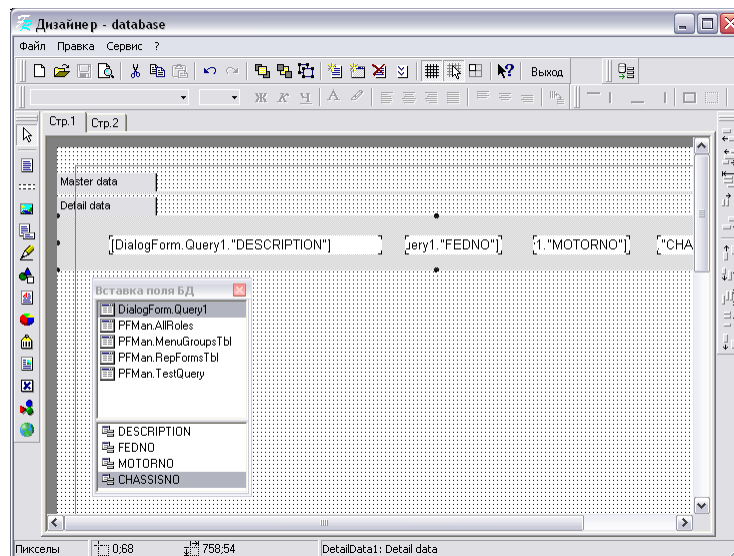 Дизайнер - database
Файл Правка Сервис ?
Выход
Ж К Ч А
Стр.1 Стр.2
Master data
Detail data
[DialogForm.Query1."DESCRIPTION"] uery1."FEDNO"] '1."MOTORNO"] ["CHA
Вставка поля БД
DialogForm.Query1
PFMan.AllRoles
PFMan.MenuGroupsTbl
PFMan.RepFormsTbl
PFMan.TestQuery
DESCRIPTION
FEDNO
MOTORNO
CHASSISNO
Пикселы 0;68 758;54 DetailData1: Detail data